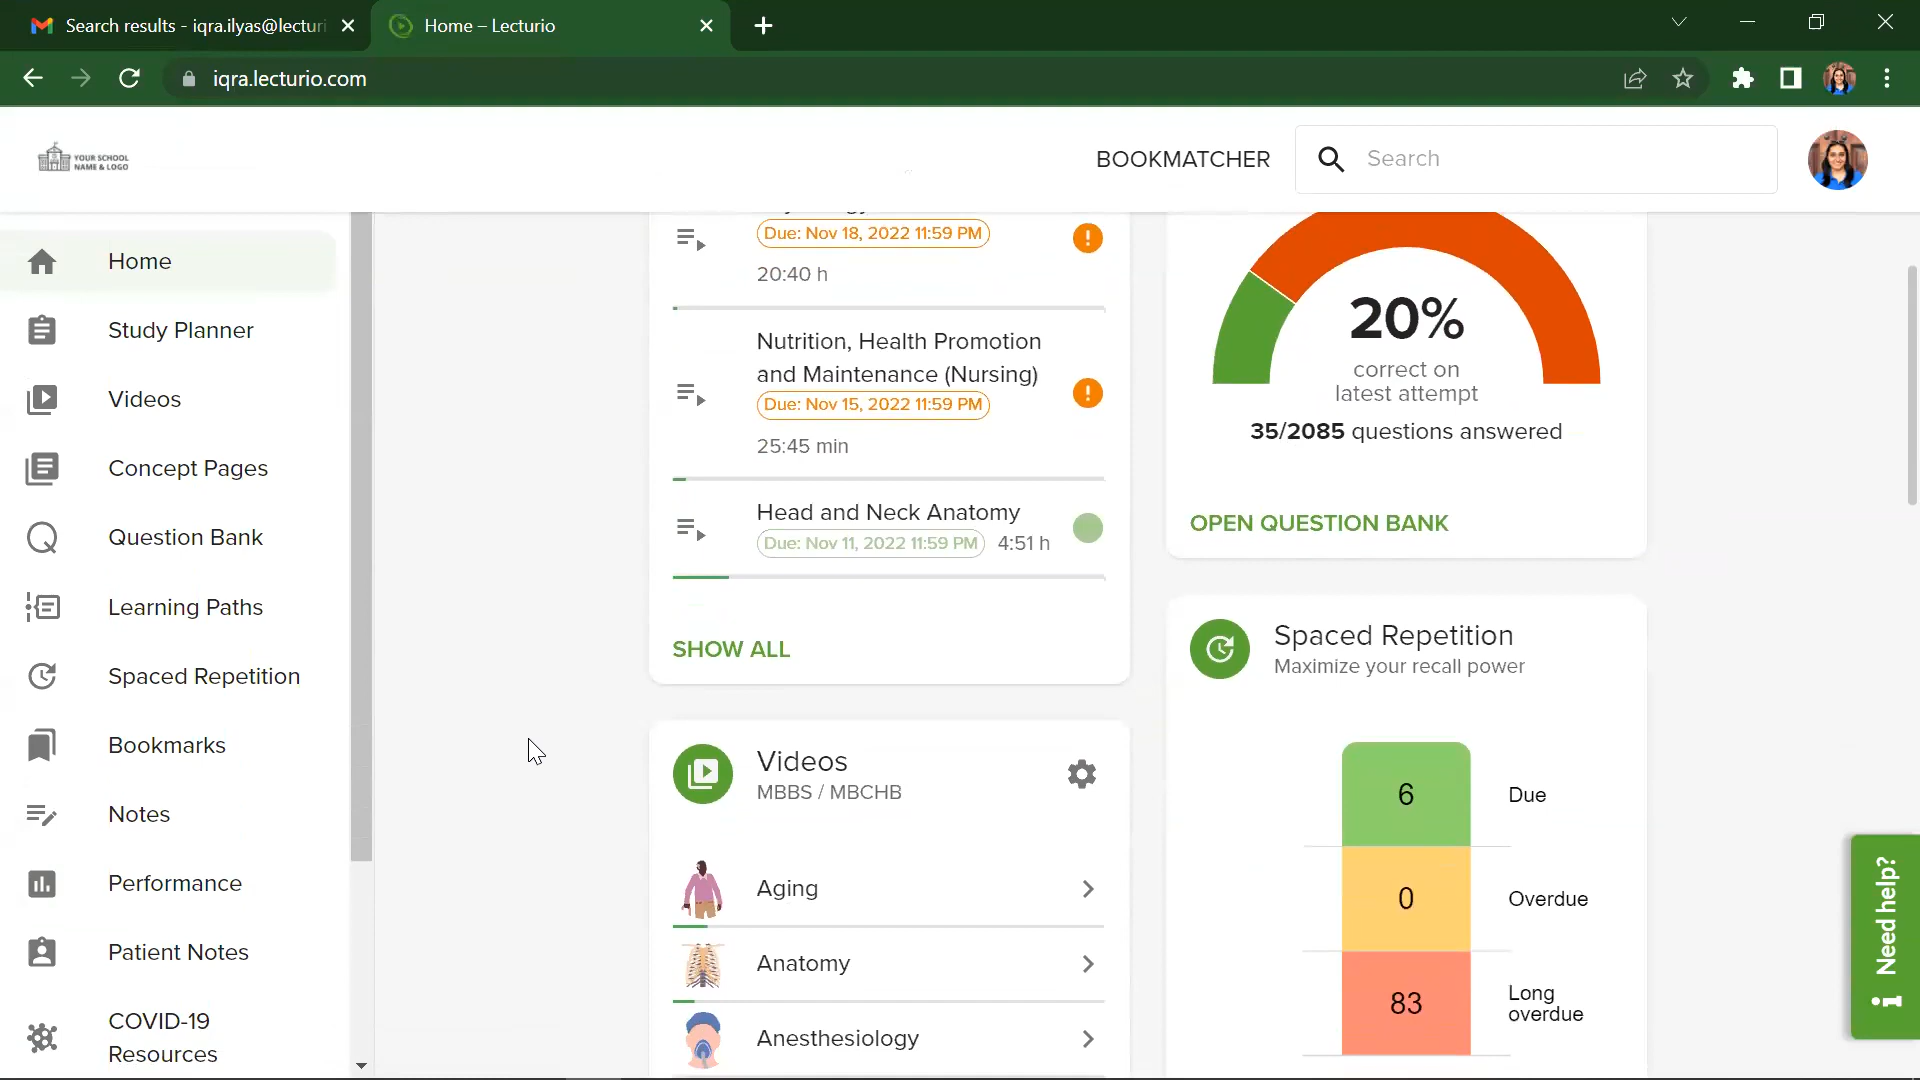 Search results - iqra.ilyas@lectur
Home – Lecturio
iqra.lecturio.com
YOUR SCHOOL
NAME & LOGO
BOOKMATCHER
Search
Home
Study Planner
Videos
Concept Pages
Question Bank
Learning Paths
Spaced Repetition
Bookmarks
Notes
Performance
Patient Notes
COVID-19
Resources
Due: Nov 18, 2022 11:59 PM
20:40 h
Nutrition, Health Promotion
and Maintenance (Nursing)
Due: Nov 15, 2022 11:59 PM
25:45 min
Head and Neck Anatomy
Due: Nov 11, 2022 11:59 PM 4:51 h
SHOW ALL
Videos
MBBS / MBCHB
Aging
Anatomy
Anesthesiology
20%
correct on
latest attempt
35/2085 questions answered
OPEN QUESTION BANK
Spaced Repetition
Maximize your recall power
6 Due
0 Overdue
83 Long
overdue
Need help?